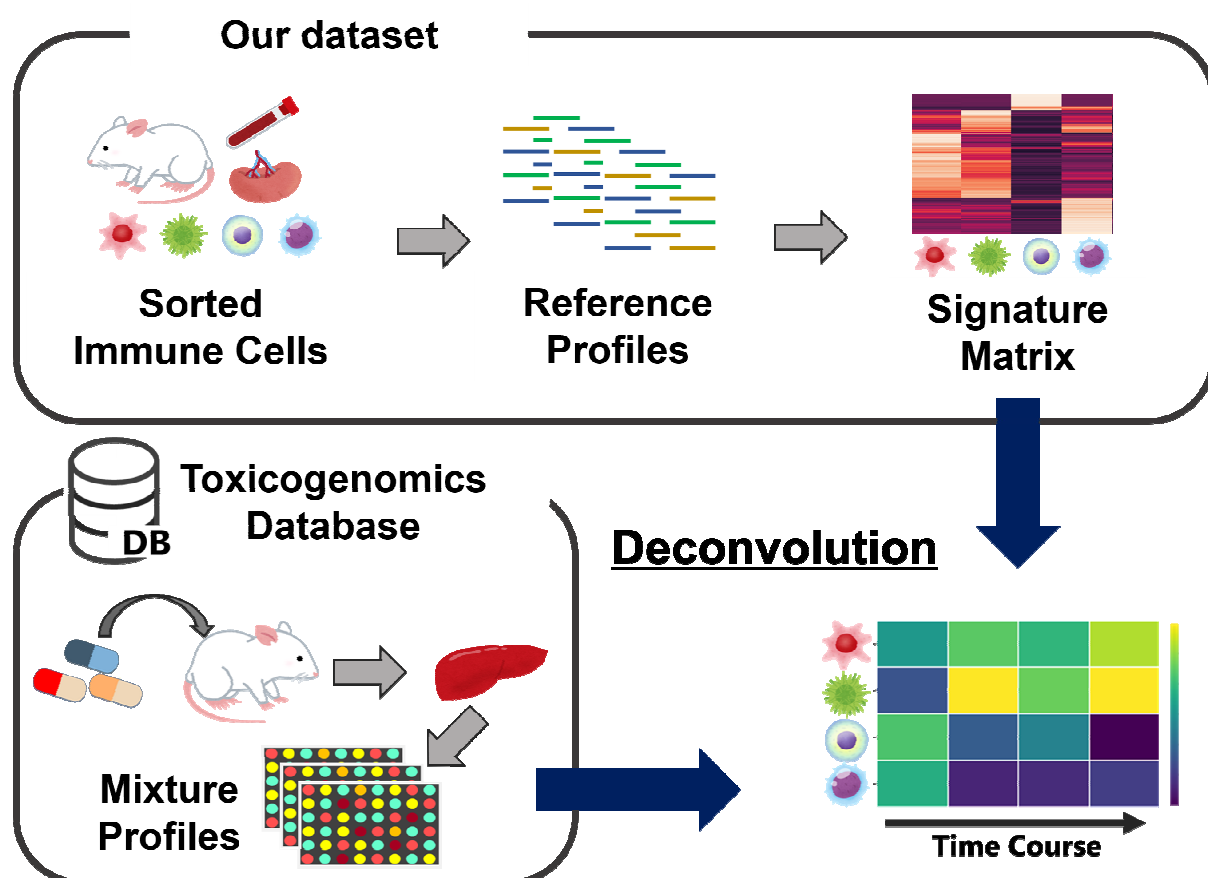 Our dataset
Sorted
Immune Cells
Reference
Profiles
Signature
Matrix
DB
Toxicogenomics
Database
Deconvolution
Mixture
Profiles
Time Course